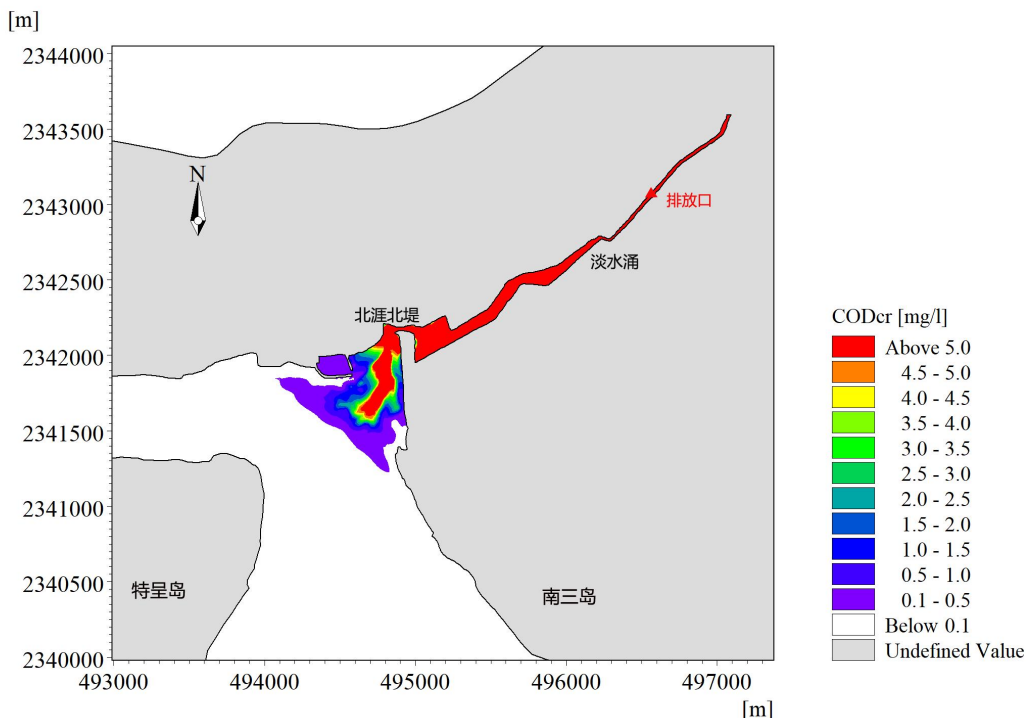 [m]
2344000
2343500
N
2343000
排放口
2342500
淡水涌
北涯北堤
2342000
2341500
2341000
2340500
特呈岛
南三岛
2340000
493000 494000 495000 496000 497000
[m]
CODcr [mg/l]
Above 5.0
4.5 - 5.0
4.0 - 4.5
3.5 - 4.0
3.0 - 3.5
2.5 - 3.0
2.0 - 2.5
1.5 - 2.0
1.0 - 1.5
0.5 - 1.0
0.1 - 0.5
Below 0.1
Undefined Value